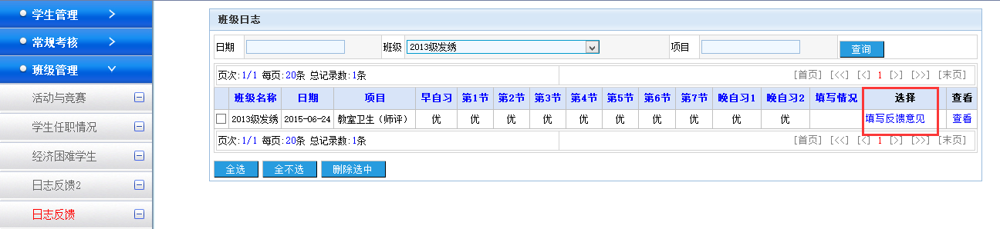 学生管理
常规考核
班级管理
活动与竞赛
学生任职情况
经济困难学生
日志反馈2
日志反馈
班级日志
日期 班级 2013级发绣 项目 查询
页次:1/1 每页:20条 总记录数:1条 [首页] [<<] [<] 1 [>] [>>] [末页]
班级名称 日期 项目 早自习 第1节 第2节 第3节 第4节 第5节 第6节 第7节 晚自习1 晚自习2 填写情况 选择 查看
2013级发绣 2015-06-24 教室卫生（师评） 优 优 优 优 优 优 优 优 优 优 填写反馈意见 查看
页次:1/1 每页:20条 总记录数:1条 [首页] [<<] [<] 1 [>] [>>] [末页]
全选 全不选 删除选中